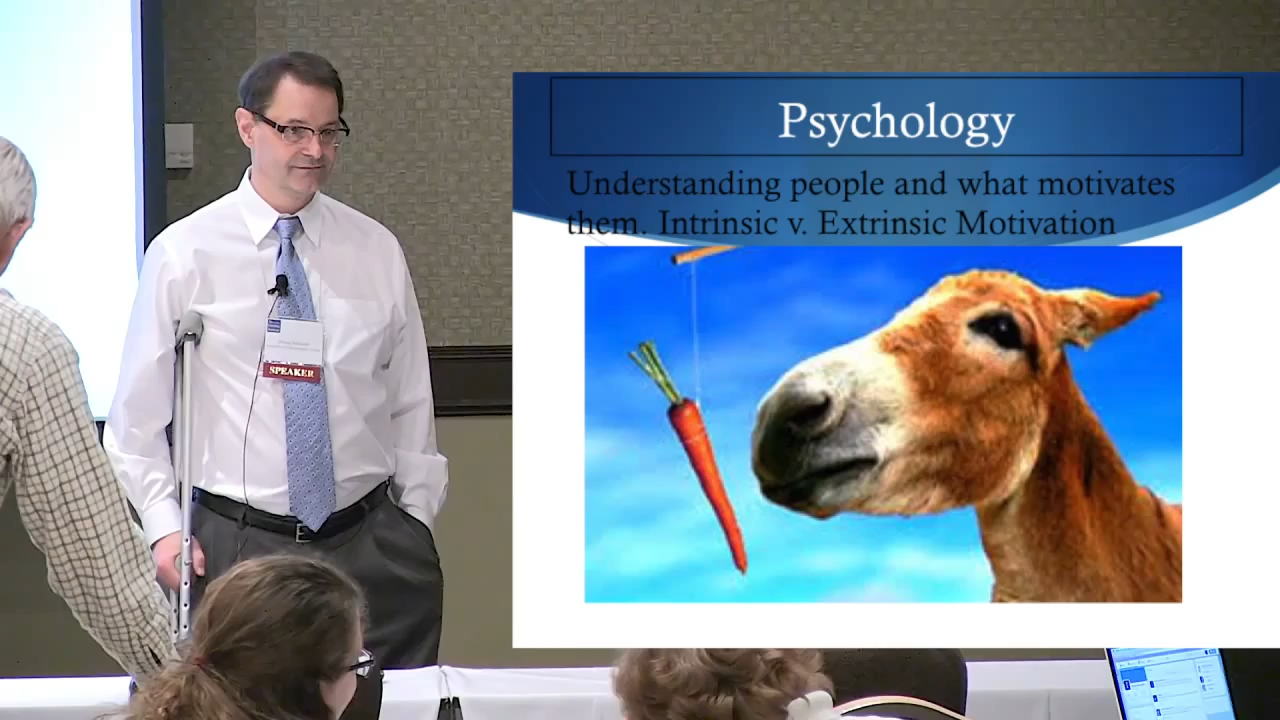 Psychology
Understanding people and what motivates
them. Intrinsic v. Extrinsic Motivation
SPEAKER